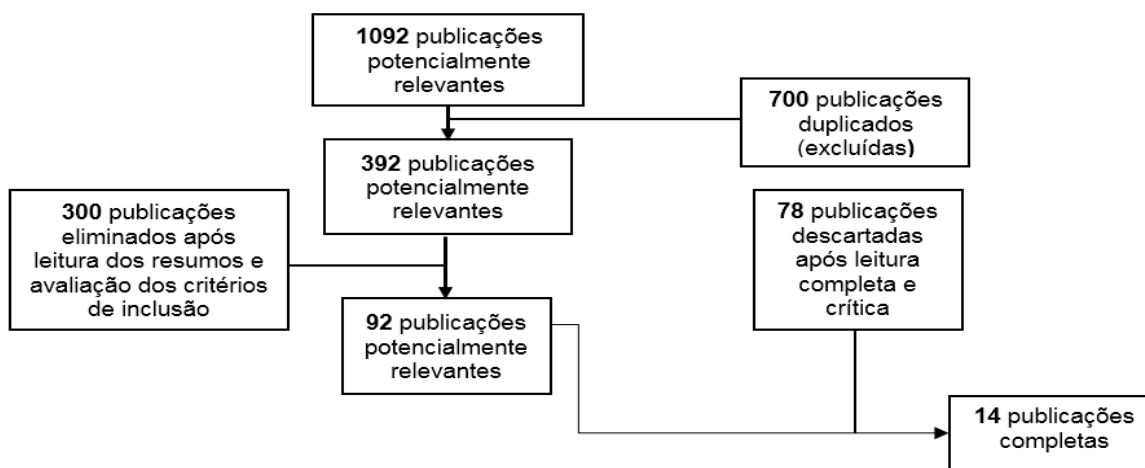 1092 publicações
potencialmente
relevantes
700 publicações
duplicados
(excluídas)
392 publicações
potencialmente
relevantes
300 publicações
eliminados após
leitura dos resumos e
avaliação dos critérios
de inclusão
78 publicações
descartadas
após leitura
completa e
crítica
92 publicações
potencialmente
relevantes
14 publicações
completas